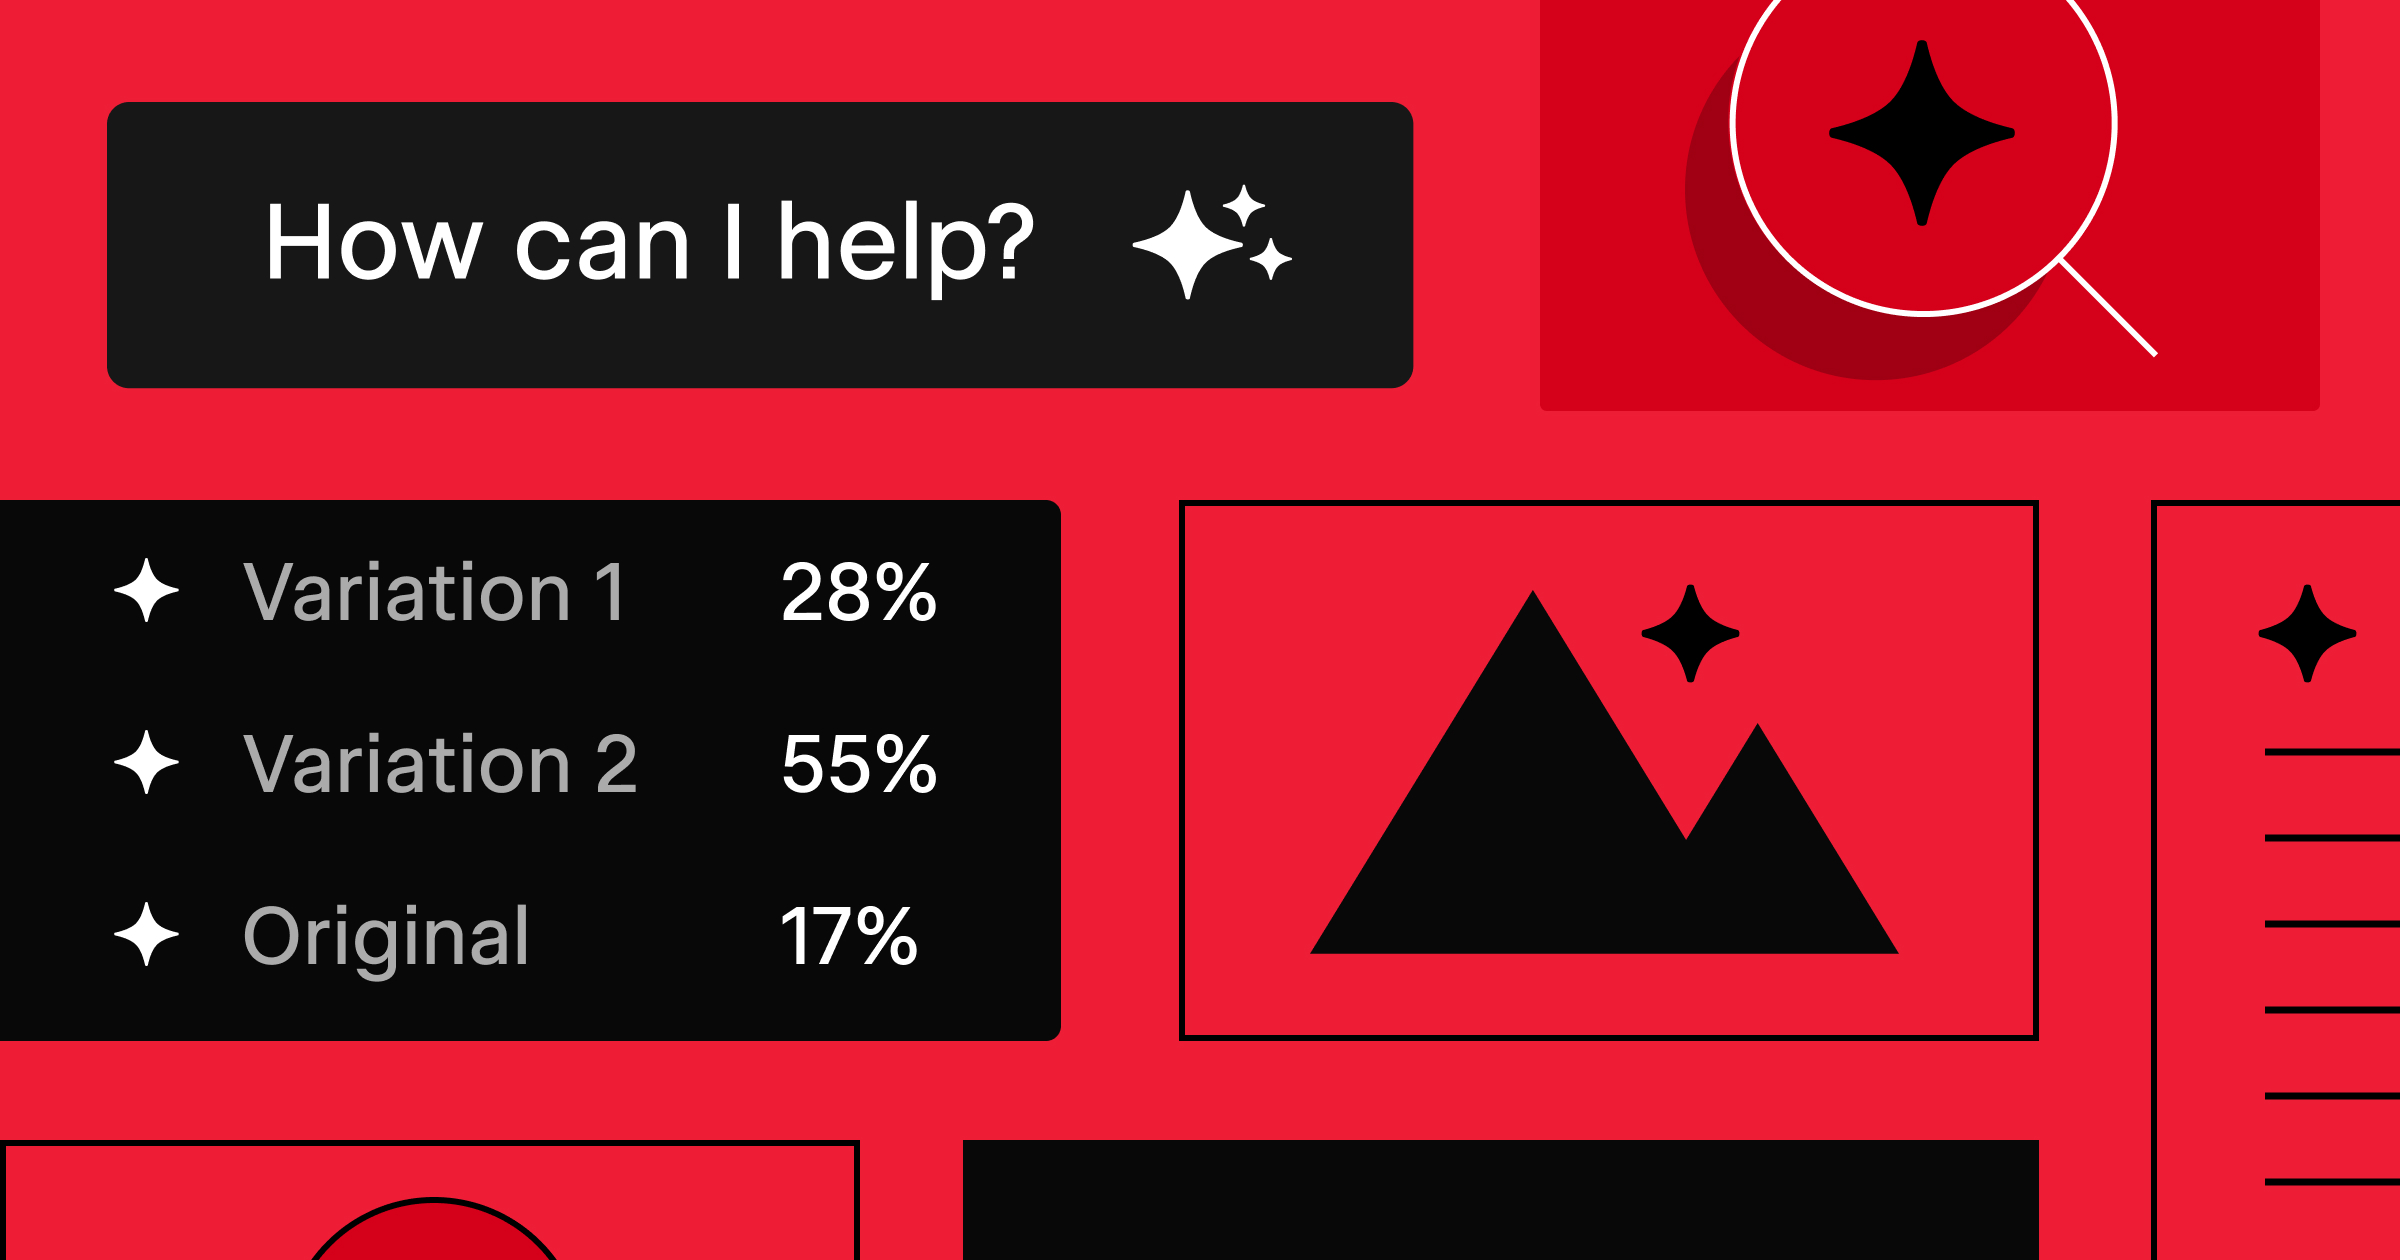 How can I help?
Variation 1 28%
Variation 2 55%
Original 17%